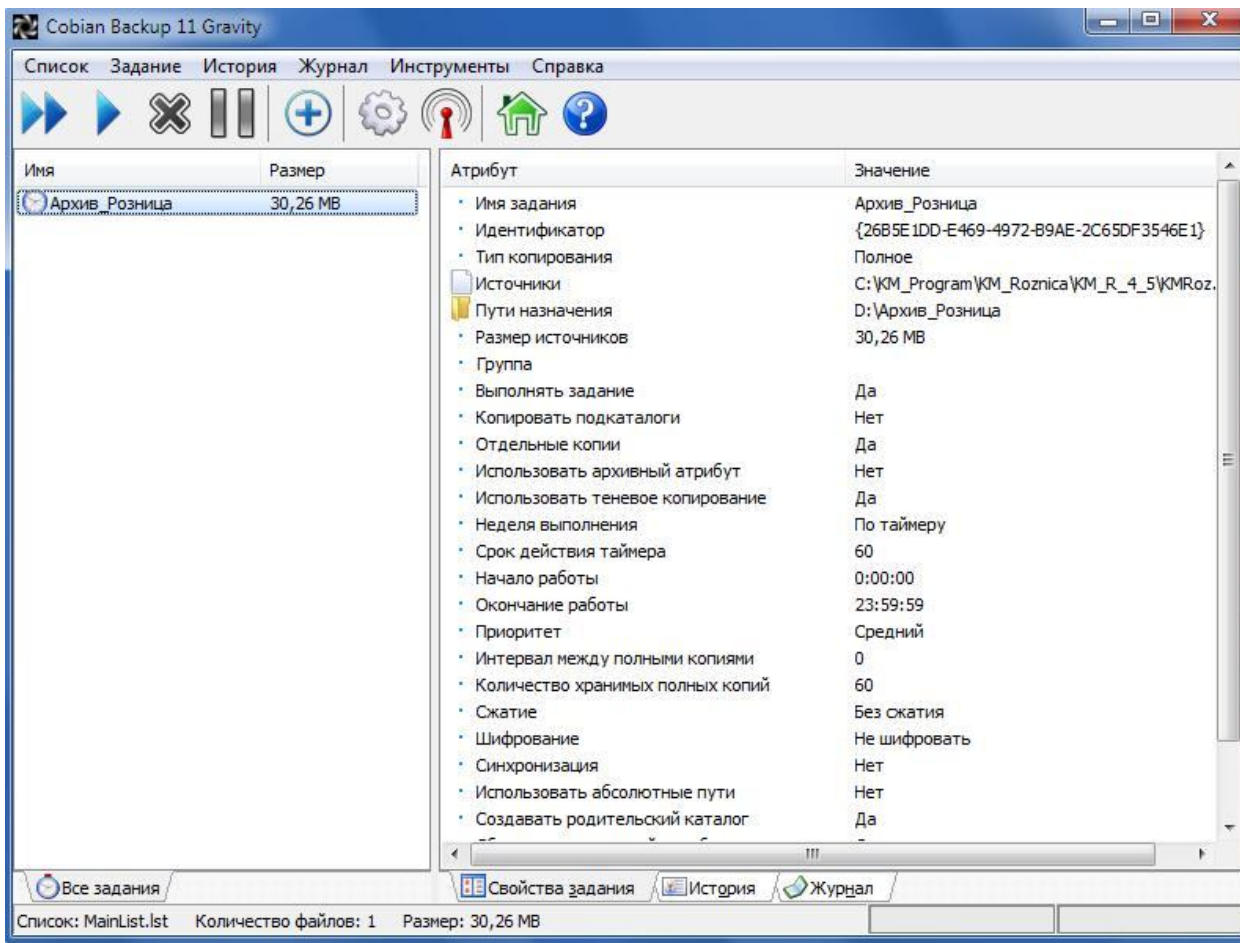 Cobian Backup 11 Gravity
Список Задание История Журнал Инструменты Справка
Имя Размер
Архив_Розница 30,26 MB
Атрибут Значение
Имя задания Архив_Розница
Идентификатор {26B5E1DD-E469-4972-B9AE-2C65DF3546E1}
Тип копирования Полное
Источники C:\KM_Program\KM_Roznica\KM_R_4_5\KMRoz.
Пути назначения D:\Архив_Розница
Размер источников 30,26 MB
Группа
Выполнять задание Да
Копировать подкаталоги Нет
Отдельные копии Да
Использовать архивный атрибут Нет
Использовать теневое копирование Да
Неделя выполнения По таймеру
Срок действия таймера 60
Начало работы 0:00:00
Окончание работы 23:59:59
Приоритет Средний
Интервал между полными копиями 0
Количество хранимых полных копий 60
Сжатие Без сжатия
Шифрование Не шифровать
Синхронизация Нет
Использовать абсолютные пути Нет
Создавать родительский каталог Да
Все задания
Свойства задания История Журнал
Список: MainList.lst Количество файлов: 1 Размер: 30,26 MB